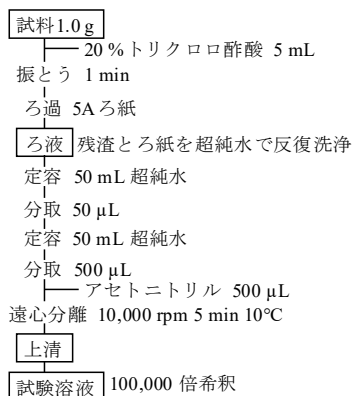 試料1.0 g
20 %トリクロロ酢酸 5 mL
振とう 1 min
ろ過 5Aろ紙
ろ液 残渣とろ紙を超純水で反復洗浄
定容 50 mL 超純水
分取 50 µL
定容 50 mL 超純水
分取 500 µL
アセトニトリル 500 µL
遠心分離 10,000 rpm 5 min 10℃
上清
試験溶液 100,000 倍希釈